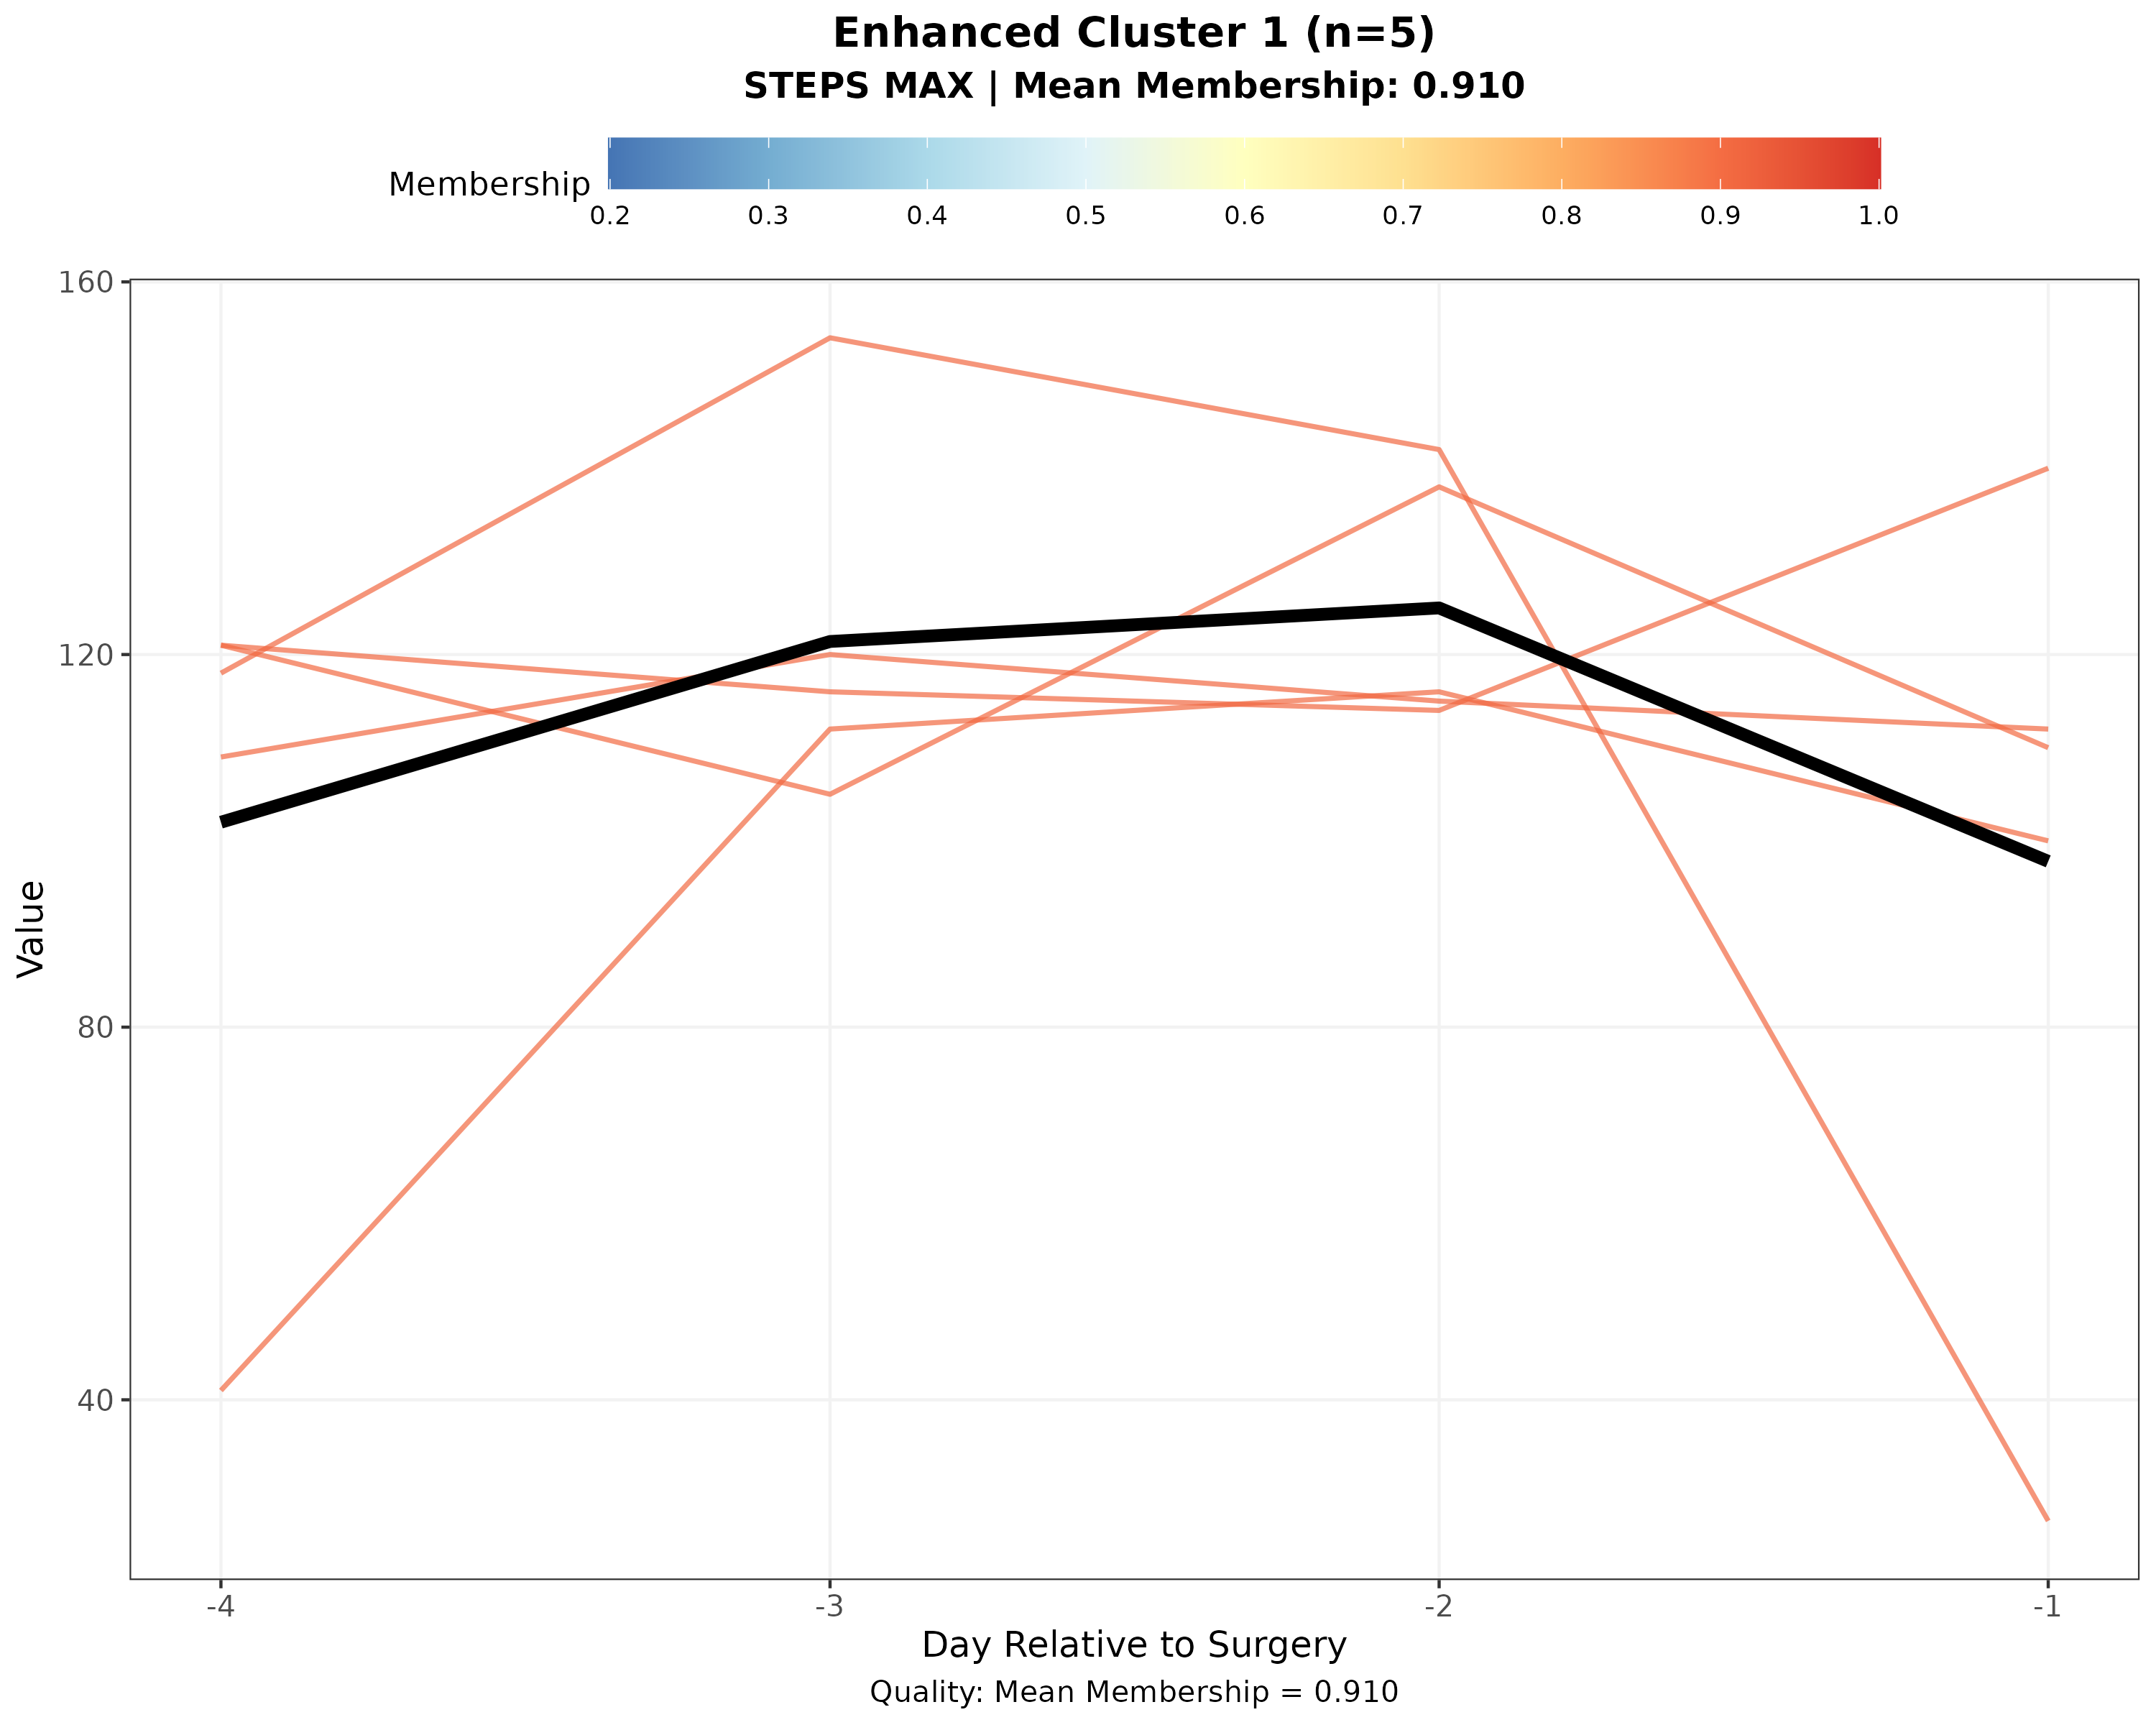 Enhanced Cluster 1 (n=5)
STEPS MAX | Mean Membership: 0.910
Membership
0.2 0.3 0.4 0.5 0.6 0.7 0.8 0.9 1.0
160
120
80
40
Value
-4 -3 -2 -1
Day Relative to Surgery
Quality: Mean Membership = 0.910